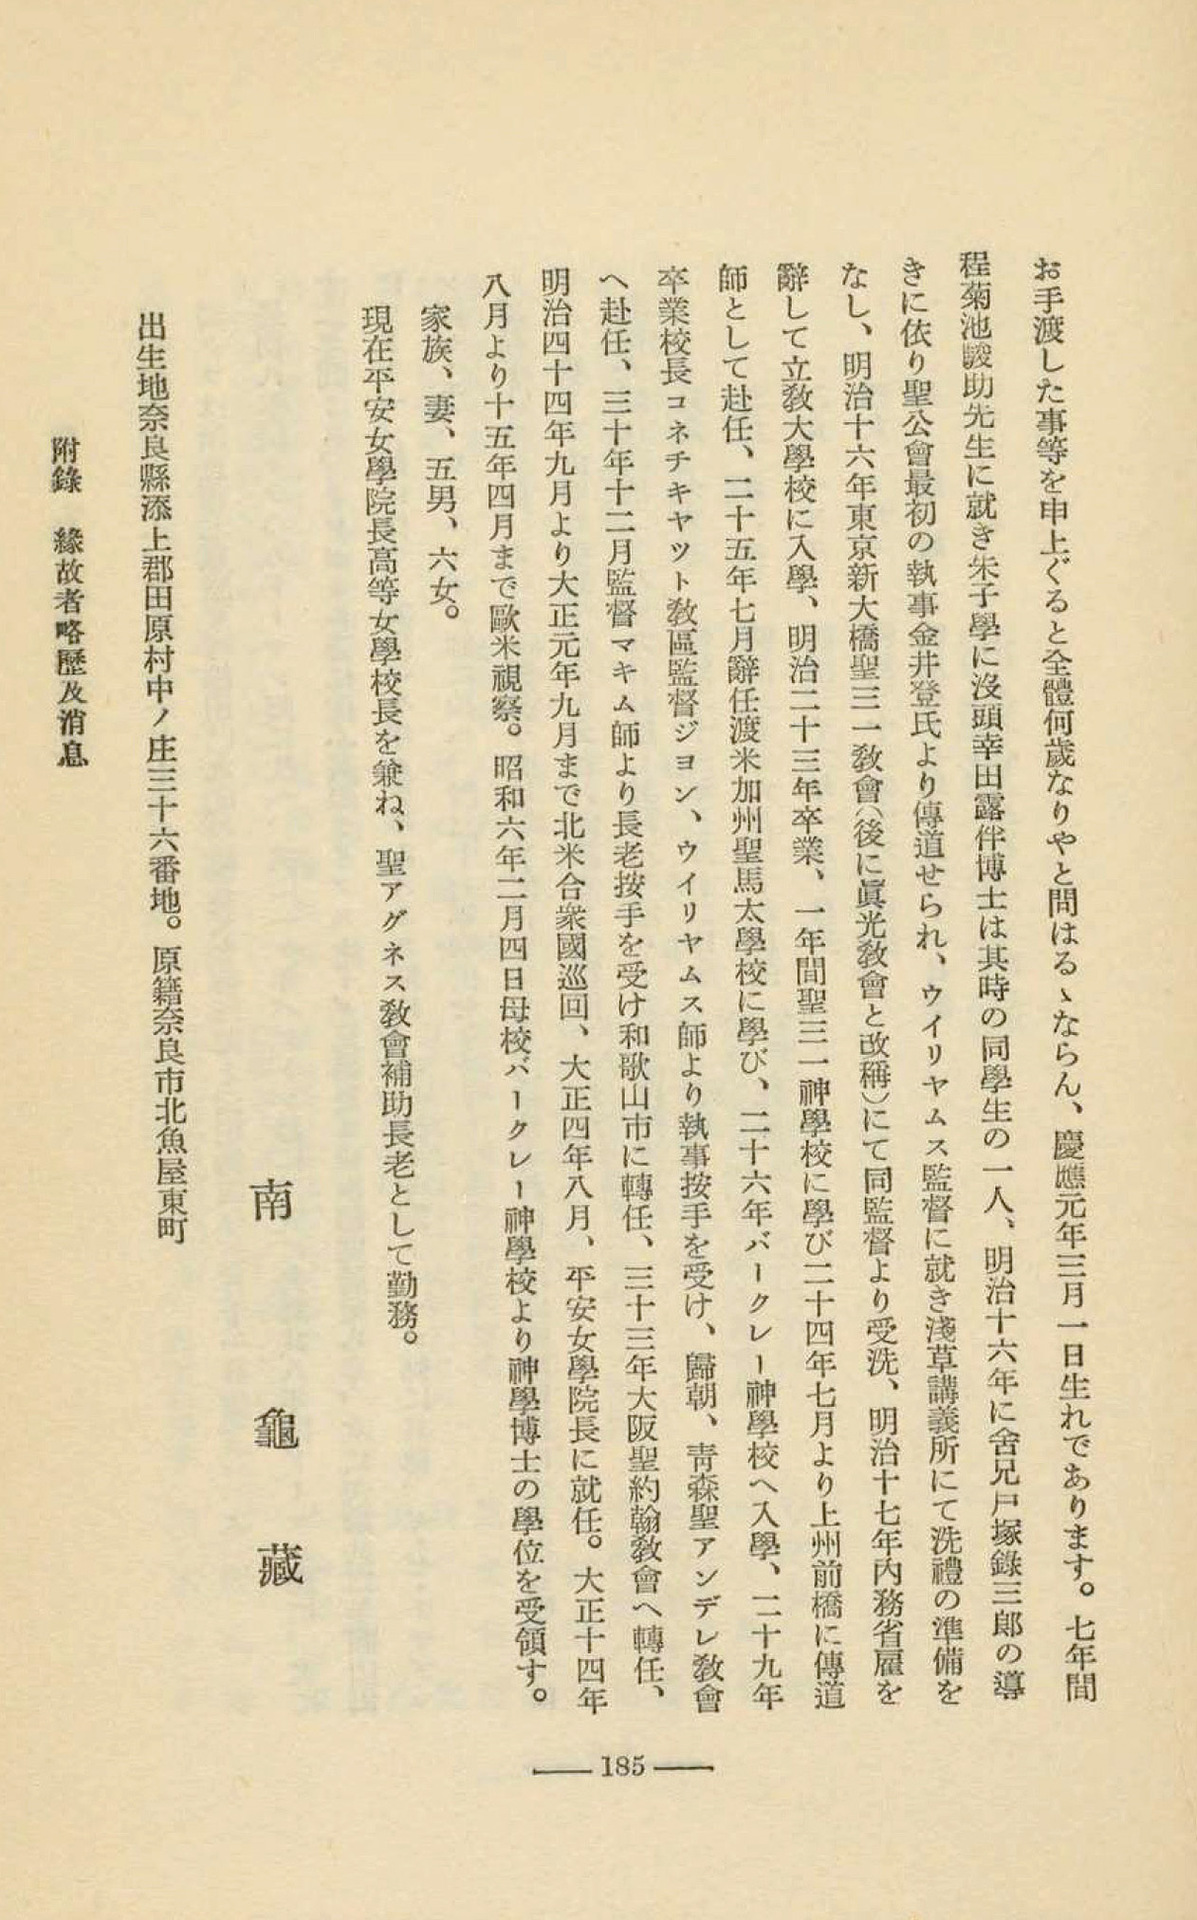 お手渡した事等を申上ぐると全體何歲なりやと問はるゝならん、慶應元年三月一日生れであります。七年間
程菊池駿助先生に就き朱子學に沒頭幸田露伴博士は其時の同學生の一人、明治十六年に舍兄戶塚錄三郞の導
きに依り聖公會最初の執事金井登氏より傳道せられ、ウイリヤムス監督に就き淺草講義所にて洗禮の準備を
なし、明治十六年東京新大橋聖三一敎會（後に眞光敎會と改稱）にて同監督より受洗、明治十七年內務省雇を
辭して立敎大學校に入學、明治二十三年卒業、一年間聖三一神學校に學び二十四年七月より上州前橋に傳道
師として赴任、二十五年七月辭任渡米加州聖馬太學校に學び、二十六年バークレー神學校へ入學、二十九年
卒業校長コネチキヤツト敎區監督ジヨン、ウイリヤムス師より執事按手を受け、歸朝、靑森聖アンデレ敎會
へ赴任、三十年十二月監督マキム師より長老按手を受け和歌山市に轉任、三十三年大阪聖約翰敎會へ轉任、
明治四十四年九月より大正元年九月まで北米合衆國巡回、大正四年八月、平安女學院長に就任。大正十四年
八月より十五年四月まで歐米視察。昭和六年二月四日母校バークレー神學校より神學博士の學位を受領す。
家族、妻、五男、六女。
現在平安女學院長高等女學校長を兼ね、聖アグネス敎會補助長老として勤務。
南龜藏
出生地奈良縣添上郡田原村中ノ庄三十六番地。原籍奈良市北魚屋東町
附錄　緣故者略歷及消息
185